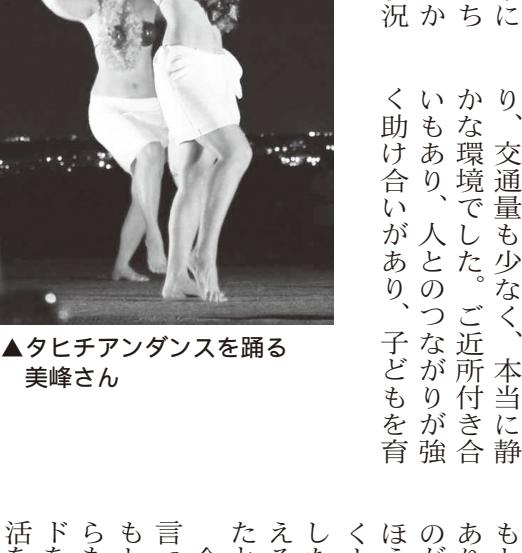 に
ち
か
況
り、交通量も少なく、本当に静
かな環境でした。ご近所付き合
いもあり、人とのつながりが強
く助け合いがあり、子どもを育
▲タヒチアンダンスを踊る
美峰さん
も
あ
の
ほ
く
し
え
た
言
も
ら
ド
活